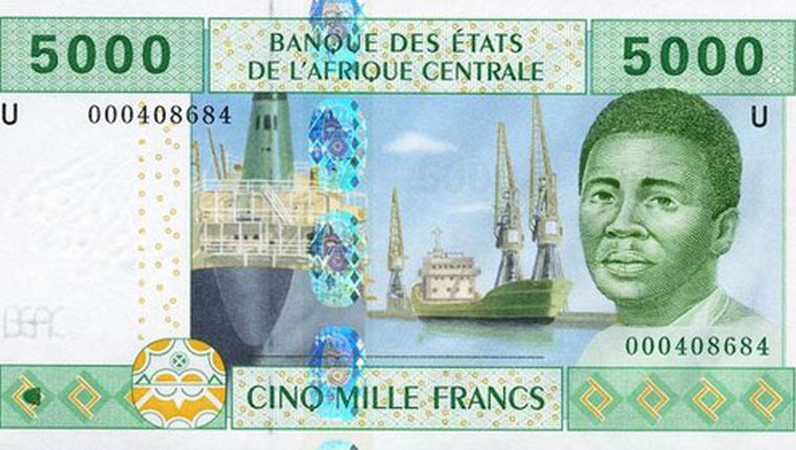 5000
BANQUE DES ÉTATS
DE L'AFRIQUE CENTRALE
5000
U 000408684
U
000408684
CINQ MILLE FRANCS